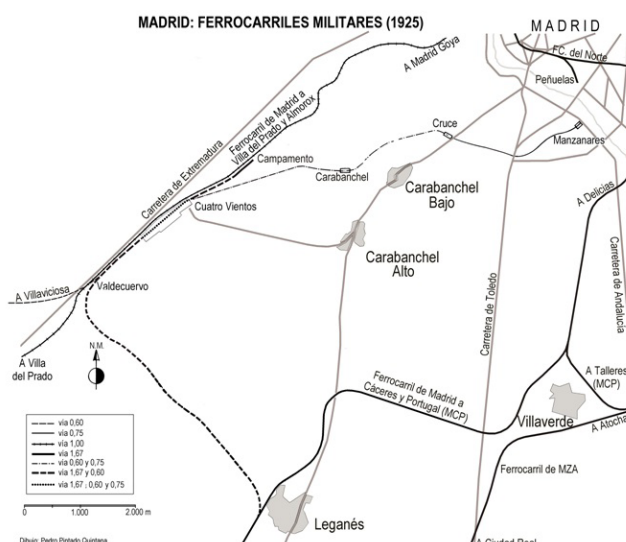 MADRID: FERROCARRILES MILITARES (1925)
MADRID
FC. del Norte
Peñuelas
A Madrid Goya
Ferrocarril de Madrid a
Villa del Prado y Almorox
Carretera de Extremadura
Cruce
Manzanares
Campamento
Carabanchel
Carabanchel
Bajo
A Delicias
Cuatro Vientos
Carabanchel
Alto
Carretera de Toledo
Carretera de Andalucía
A Villaviciosa
Valdecuervo
A Villa
del Prado
N.M.
Ferrocarril de Madrid a
Cáceres y Portugal (MCP)
A Talleres
(MCP)
Villaverde
A Atocha
vía 0,60
vía 0,75
vía 1,00
vía 1,67
vía 0,60 y 0,75
vía 1,67 y 0,60
vía 1,67 ; 0,60 y 0,75
Ferrocarril de MZA
0 1.000 2.000 m
Leganés
Dibujo: Pedro Pintado Quintana
A Ciudad Real